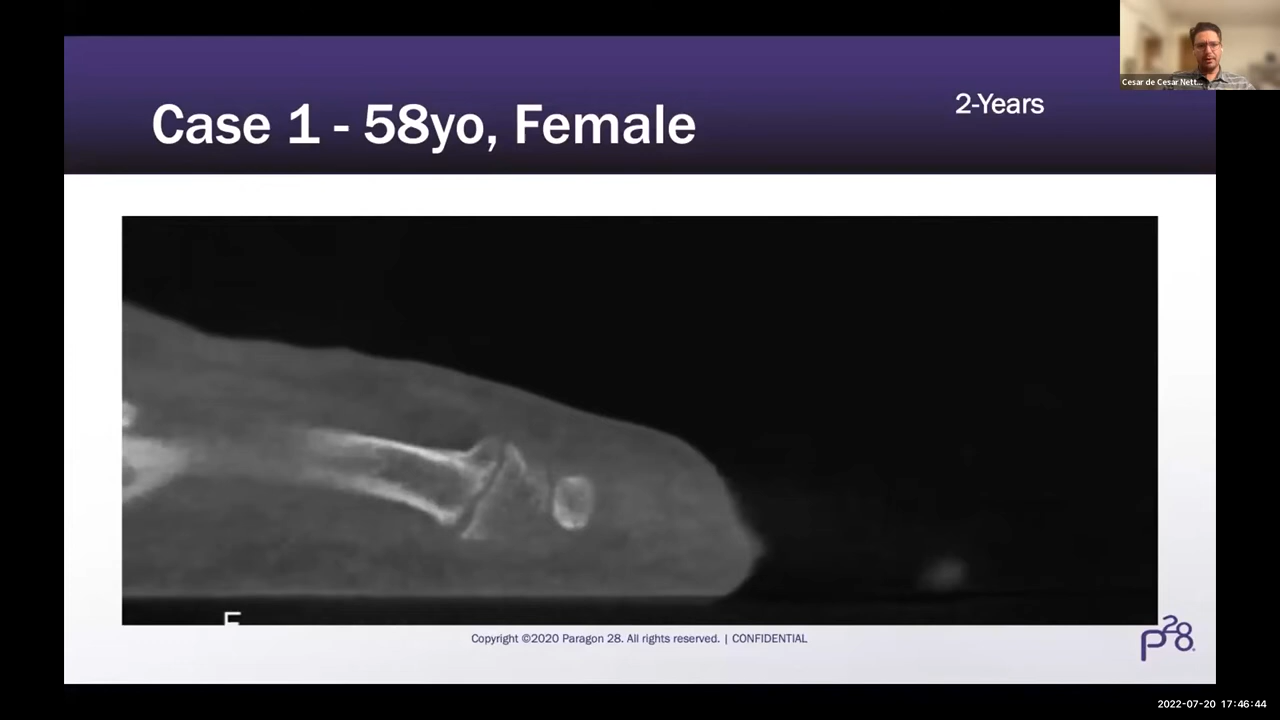 Cesar de Cesar Nett...
2-Years
Case 1 - 58yo, Female
F
Copyright ©2020 Paragon 28. All rights reserved. | CONFIDENTIAL
p28
2022-07-20 17:46:44